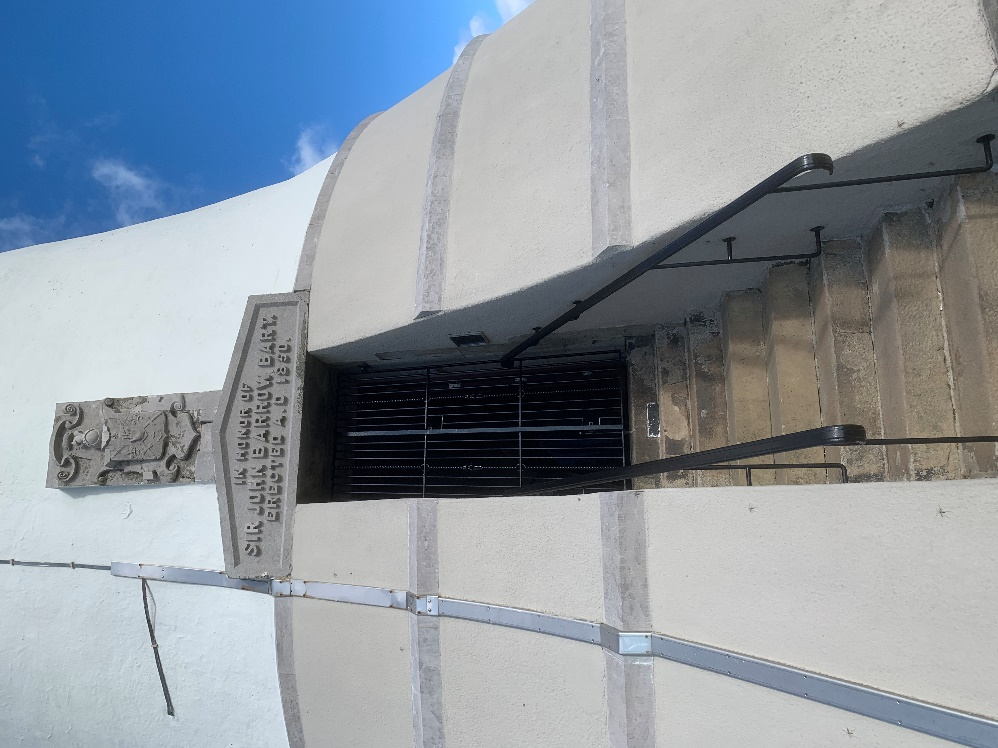 IN HONOR OF
SIR JOHN BARROW BART.
ERECTED A.D 1850.